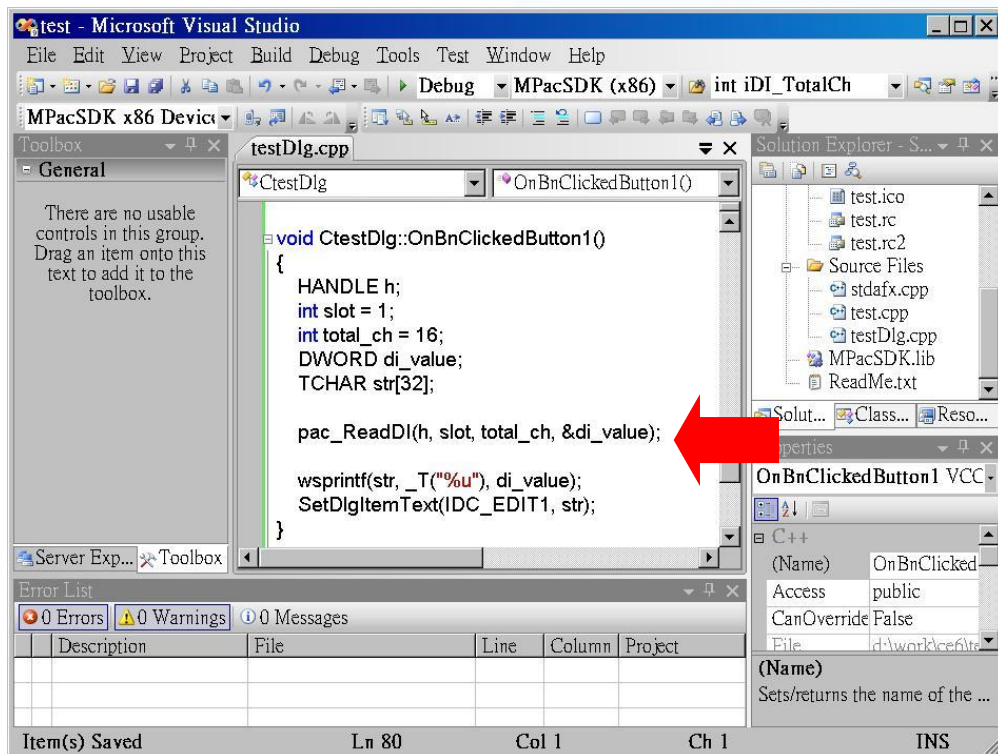 test - Microsoft Visual Studio
File Edit View Project Build Debug Tools Test Window Help
Debug MPacSDK (x86) int iDI_TotalCh
MPacSDK x86 Devic
Toolbox
General
There are no usable
controls in this group.
Drag an item onto this
text to add it to the
toolbox.
Server Exp... Toolbox
testDlg.cpp
CtestDlg OnBnClickedButton1()
void CtestDlg::OnBnClickedButton1()
{
HANDLE h;
int slot = 1;
int total_ch = 16;
DWORD di_value;
TCHAR str[32];
pac_ReadDI(h, slot, total_ch, &di_value);
wsprintf(str, _T("%u"), di_value);
SetDlgItemText(IDC_EDIT1, str);
}
Solution Explorer - S...
test.ico
test.rc
test.rc2
Source Files
stdafx.cpp
test.cpp
testDlg.cpp
MPacSDK.lib
ReadMe.txt
Solut... Class... Reso...
Properties
OnBnClickedButton1 VCC
C++
(Name) OnBnClicked
Access public
CanOverride False
File d:\work\ce6\te
(Name)
Sets/returns the name of the ...
Error List
0 Errors 0 Warnings 0 Messages
Description File Line Column Project
Item(s) Saved Ln 80 Col 1 Ch 1 INS